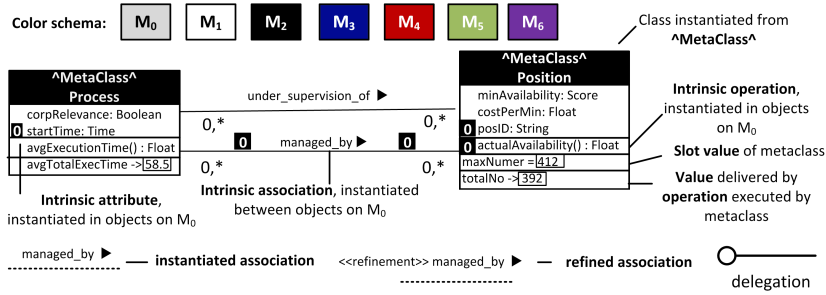 Color schema: M0 M1 M2 M3 M4 M5 M6
Class instantiated from
^MetaClass^
^MetaClass^
Process
corpRelevance: Boolean
0 startTime: Time
avgExecutionTime() : Float
avgTotalExecTime -> 58.5
under_supervision_of ▶
0,* 0,*
0 managed_by ▶ 0
0,* 0,*
^MetaClass^
Position
minAvailability: Score
costPerMin: Float
0 posID: String
0 actualAvailability() : Float
maxNumer = 412
totalNo -> 392
Intrinsic operation,
instantiated in objects
on M0
Slot value of metaclass
Value delivered by
operation executed by
metaclass
Intrinsic attribute,
instantiated in objects on M0
Intrinsic association, instantiated
between objects on M0
managed_by ▶
instantiated association
<<refinement>> managed_by ▶
refined association
delegation